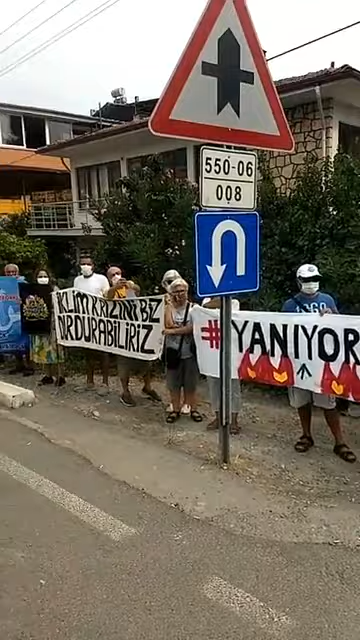 550-06
008
İKLİM KRİZİNİ BİZ
DURDURABİLİRİZ
#YANIYOR